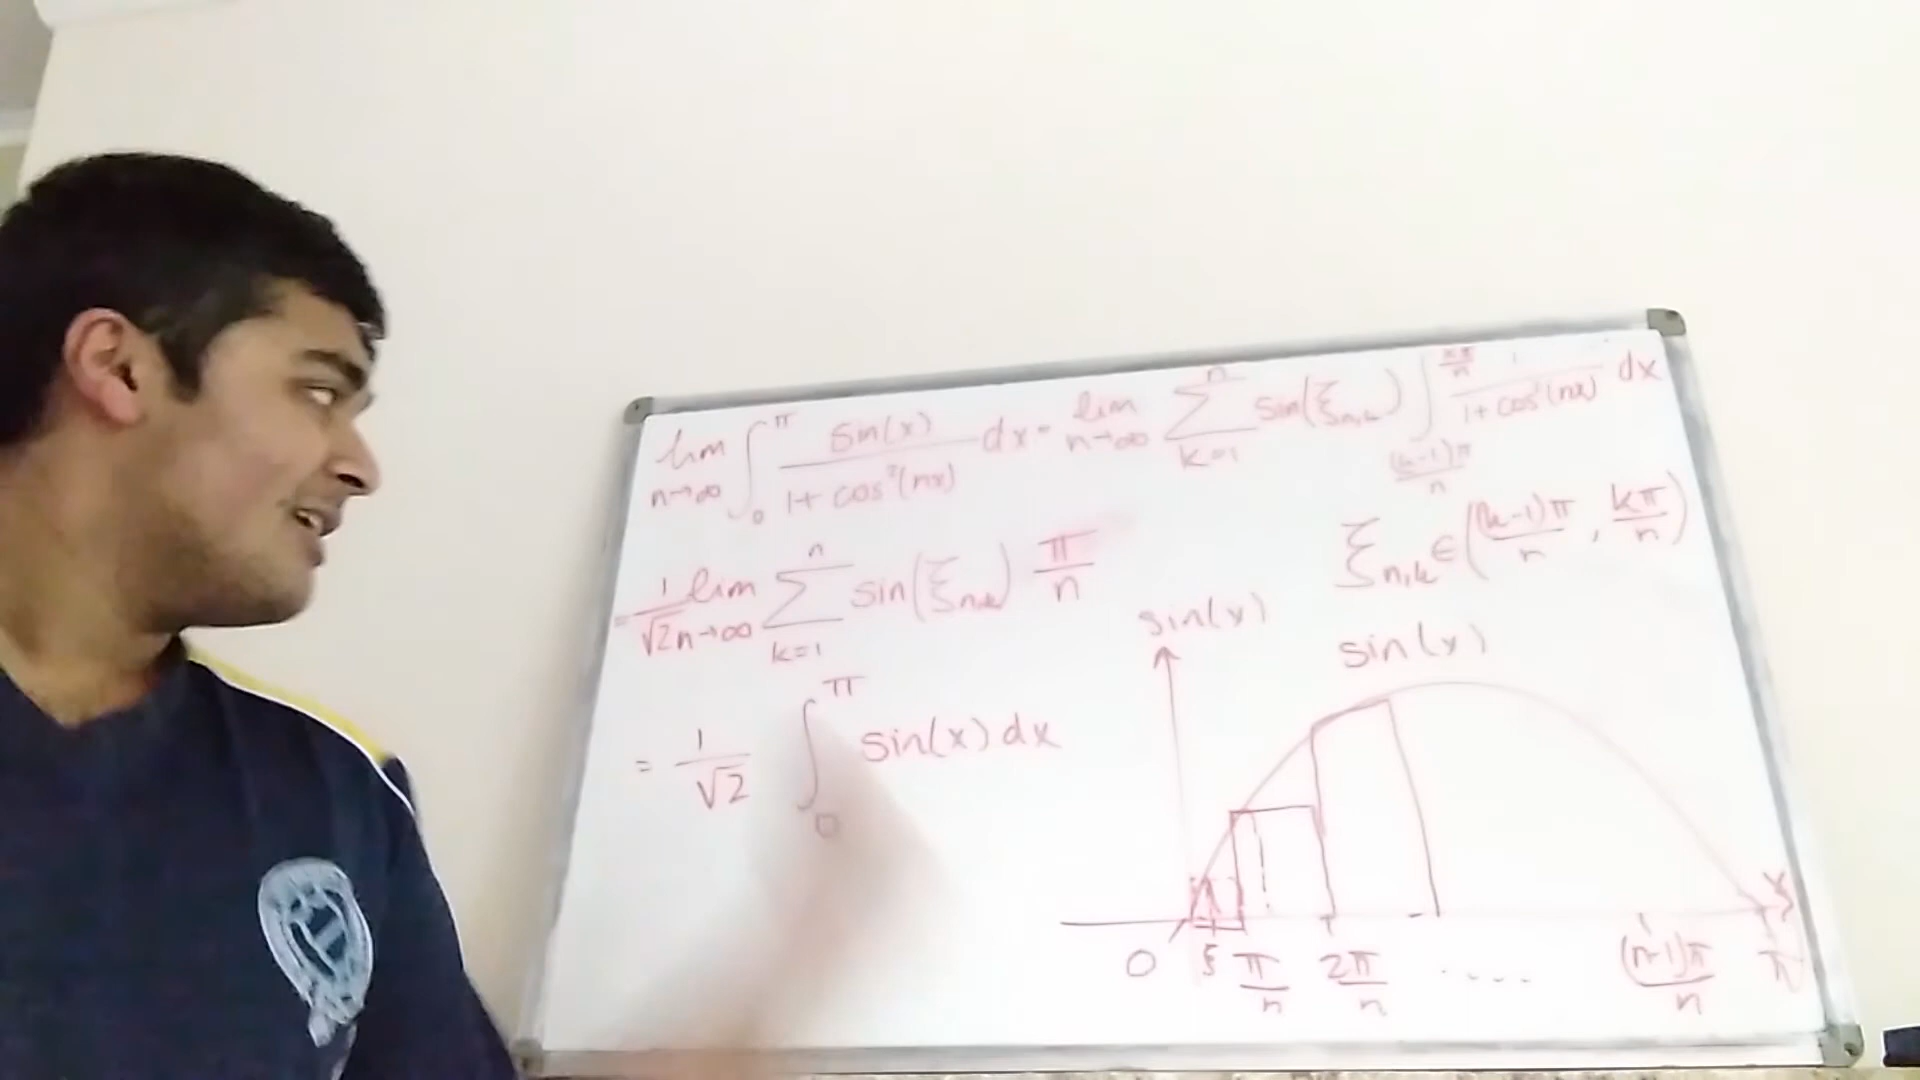 lim n→∞ ∫₀^π sin(x) / (1 + cos²(nx)) dx = lim n→∞ Σ_{k=1}^{n} sin(ξ_{n,k}) ∫_{(k-1)π/n}^{kπ/n} 1 / (1 + cos²(nx)) dx
ξ_{n,k} ∈ ((k-1)π/n, kπ/n)
= 1/√2 lim n→∞ Σ_{k=1}^{n} sin(ξ_{n,k}) π/n
= 1/√2 ∫₀^π sin(x) dx
sin(x)
sin(x)
x
0 ξ π/n 2π/n .... (n-1)π/n π